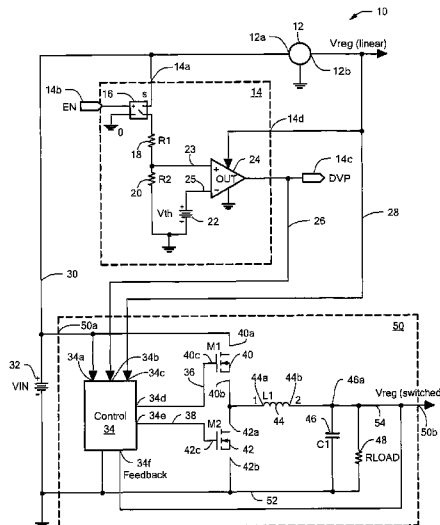 10
12
12a
12b
Vreg (linear)
14a
14b
16
s
14
EN
0
14d
18
R1
23
24
14c
+
OUT
DVP
20
R2
25
-
Vth
22
26
28
30
50a
50
40a
M1
32
34a
34b
34c
40c
40
36
40b
44a
L1
44b
46a
Vreg (switched)
VIN
34d
1
2
Control
34
34e
38
42a
44
54
50b
M2
46
48
42c
42
C1
RLOAD
34f
42b
Feedback
52